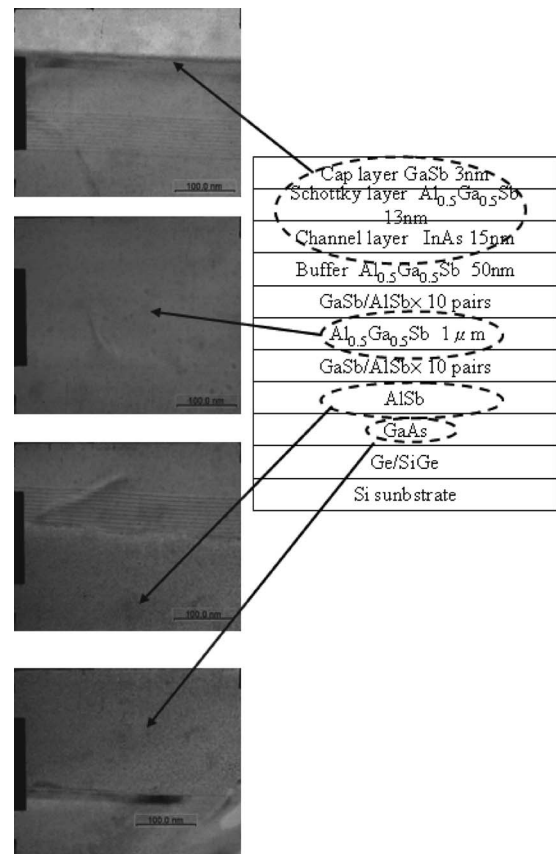 100.0 nm
100.0 nm
100.0 nm
100.0 nm
Cap layer GaSb 3nm
Schottky layer Al0.5Ga0.5Sb
13nm
Channel layer InAs 15nm
Buffer Al0.5Ga0.5Sb 50nm
GaSb/AlSb× 10 pairs
Al0.5Ga0.5Sb 1 μ m
GaSb/AlSb× 10 pairs
AlSb
GaAs
Ge/SiGe
Si sunbstrate